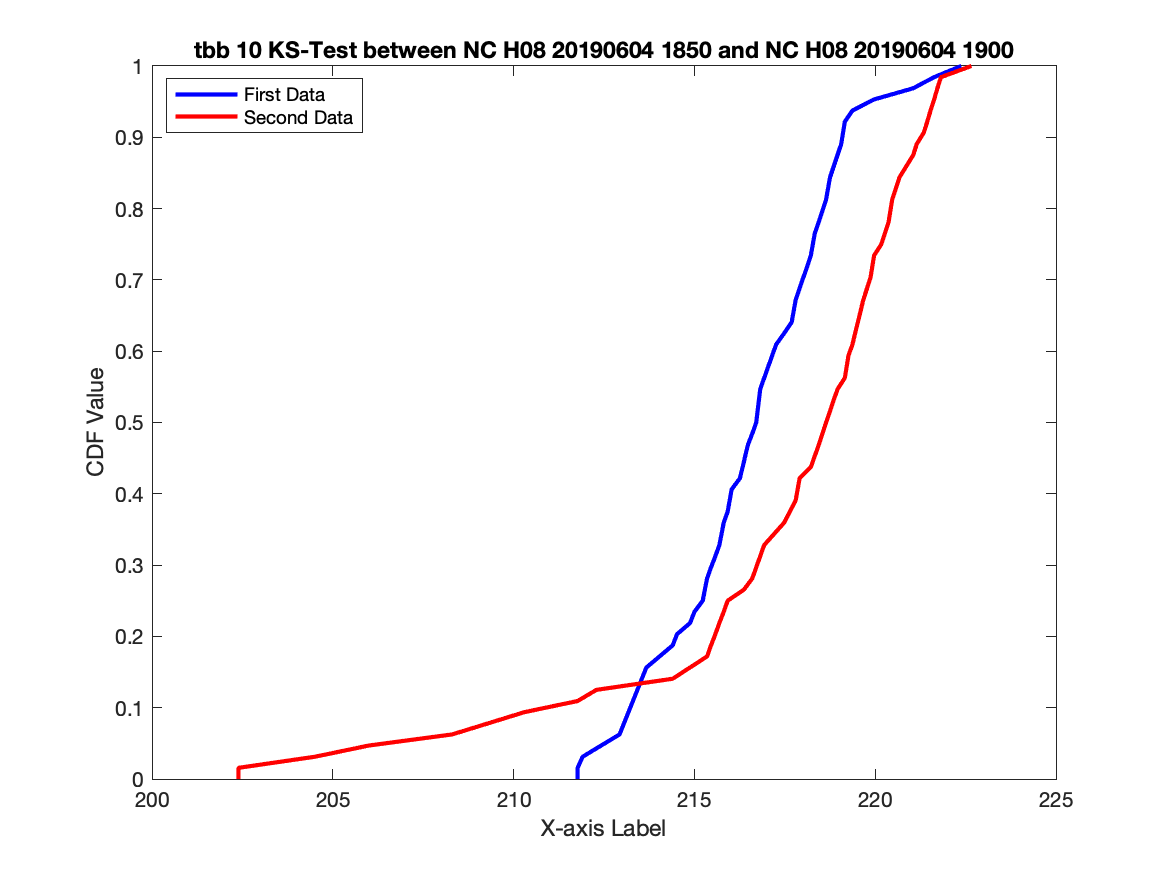 tbb 10 KS-Test between NC H08 20190604 1850 and NC H08 20190604 1900
First Data
Second Data
1
0.9
0.8
0.7
0.6
0.5
0.4
0.3
0.2
0.1
0
CDF Value
200 205 210 215 220 225
X-axis Label